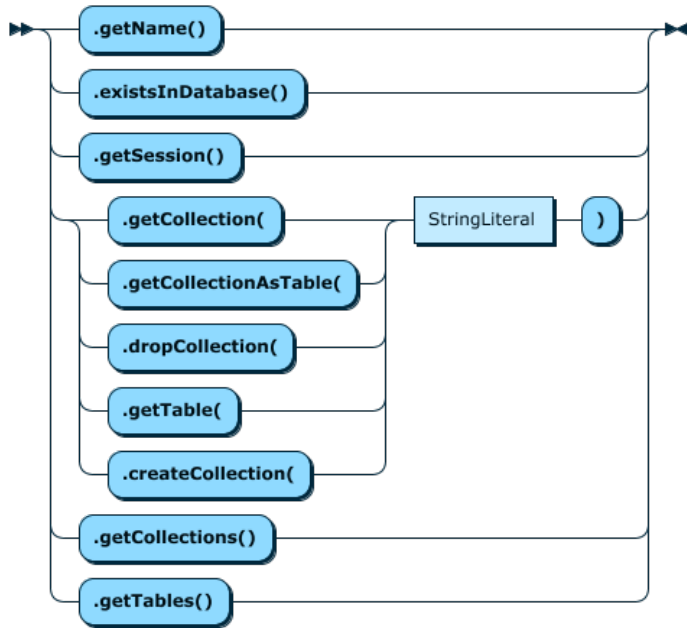 .getName()
.existsInDatabase()
.getSession()
.getCollection( StringLiteral )
.getCollectionAsTable(
.dropCollection(
.getTable(
.createCollection(
.getCollections()
.getTables()